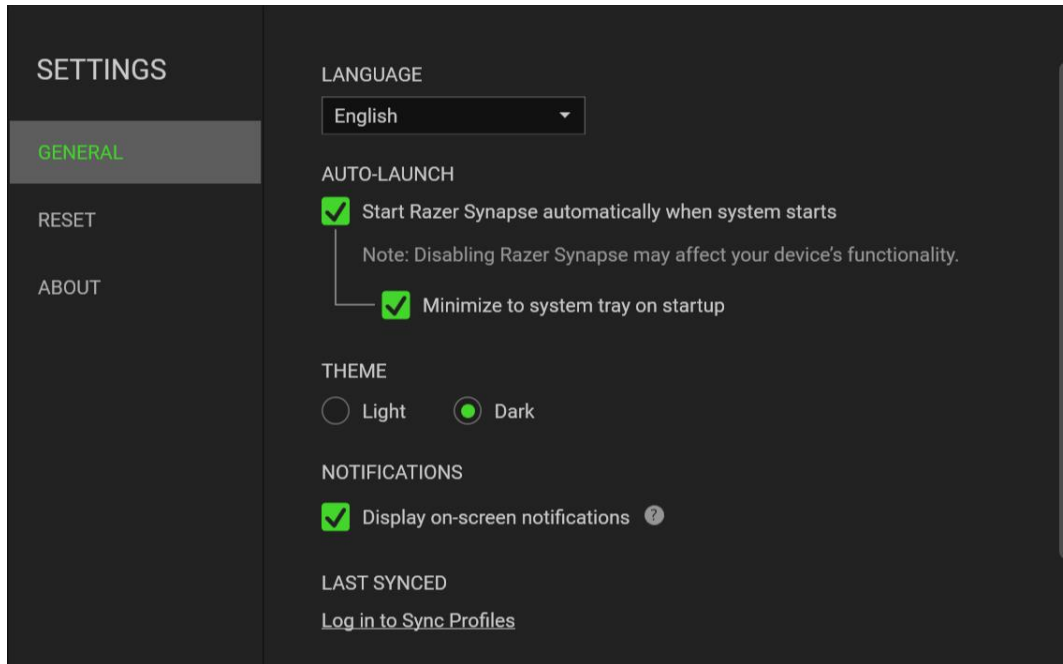 SETTINGS
GENERAL
RESET
ABOUT
LANGUAGE
English
AUTO-LAUNCH
Start Razer Synapse automatically when system starts
Note: Disabling Razer Synapse may affect your device’s functionality.
Minimize to system tray on startup
THEME
Light Dark
NOTIFICATIONS
Display on-screen notifications ?
LAST SYNCED
Log in to Sync Profiles